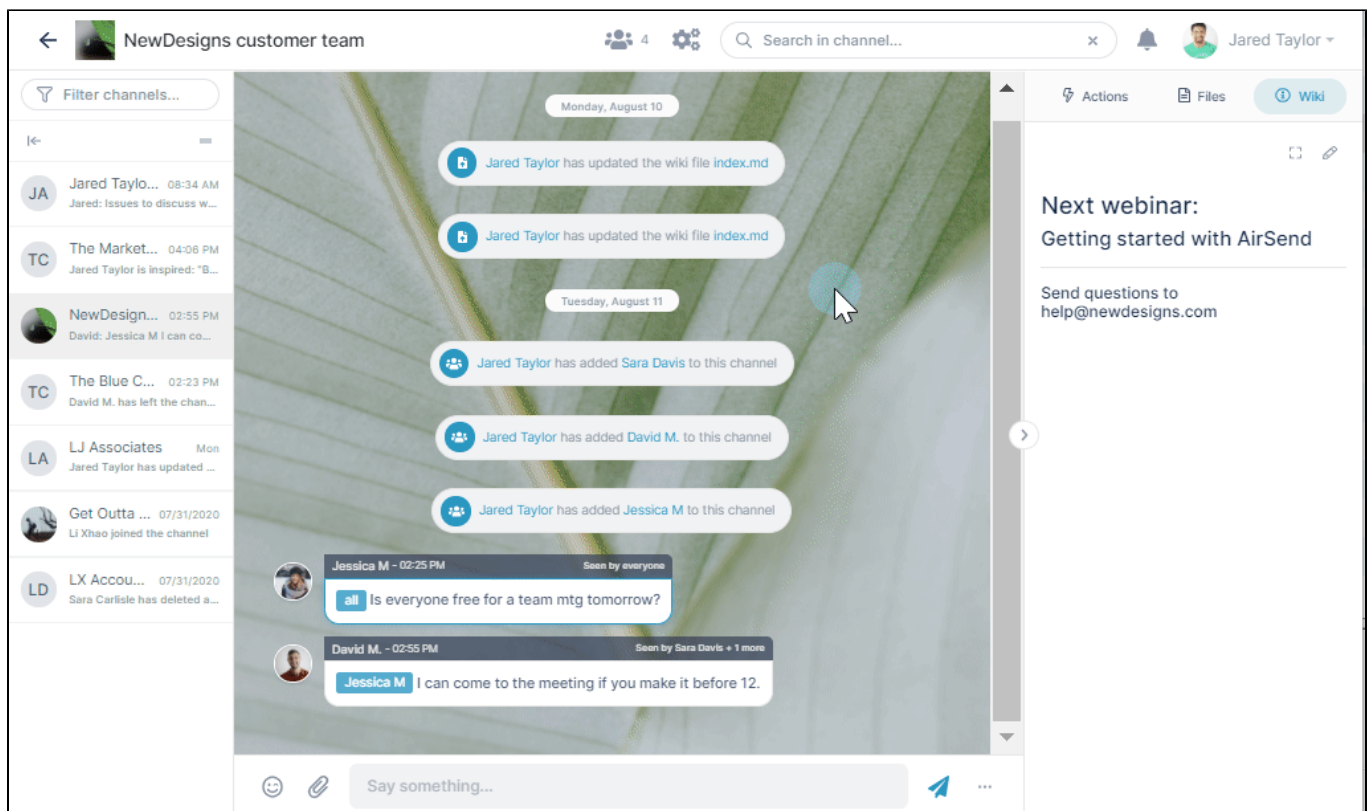 NewDesigns customer team
4
Search in channel...
Jared Taylor
Filter channels...
JA
Jared Taylo... 08:34 AM
Jared: Issues to discuss w...
TC
The Market... 04:06 PM
Jared Taylor is inspired: "B...
NewDesign... 02:55 PM
David: Jessica M I can co...
TC
The Blue C... 02:23 PM
David M. has left the chan...
LA
LJ Associates Mon
Jared Taylor has updated ...
Get Outta ... 07/31/2020
Li Xhao joined the channel
LD
LX Accou... 07/31/2020
Sara Carlisle has deleted a...
Monday, August 10
Jared Taylor has updated the wiki file index.md
Jared Taylor has updated the wiki file index.md
Tuesday, August 11
Jared Taylor has added Sara Davis to this channel
Jared Taylor has added David M. to this channel
Jared Taylor has added Jessica M to this channel
Jessica M - 02:25 PM Seen by everyone
all Is everyone free for a team mtg tomorrow?
David M. - 02:55 PM Seen by Sara Davis + 1 more
Jessica M I can come to the meeting if you make it before 12.
Say something...
Actions Files Wiki
Next webinar:
Getting started with AirSend
Send questions to
help@newdesigns.com